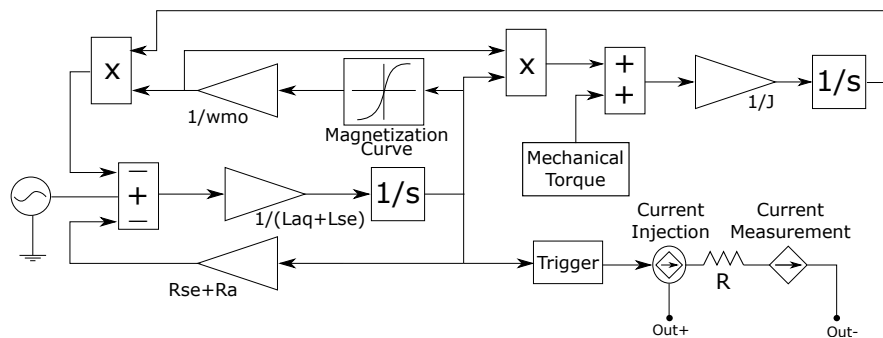 x
1/wmo
Magnetization
Curve
x
+
+
1/J
1/s
Mechanical
Torque
−
+
−
1/(Laq+Lse)
1/s
Rse+Ra
Trigger
Current
Injection
R
Current
Measurement
Out+
Out-